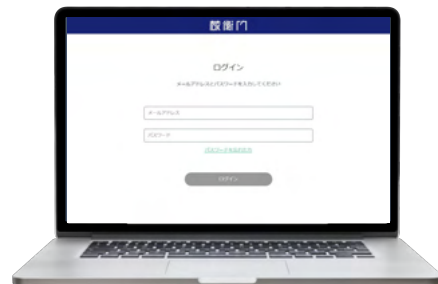 ログイン
メールアドレスとパスワードを入力してください
メールアドレス
パスワード
パスワードを忘れた方
ログイン